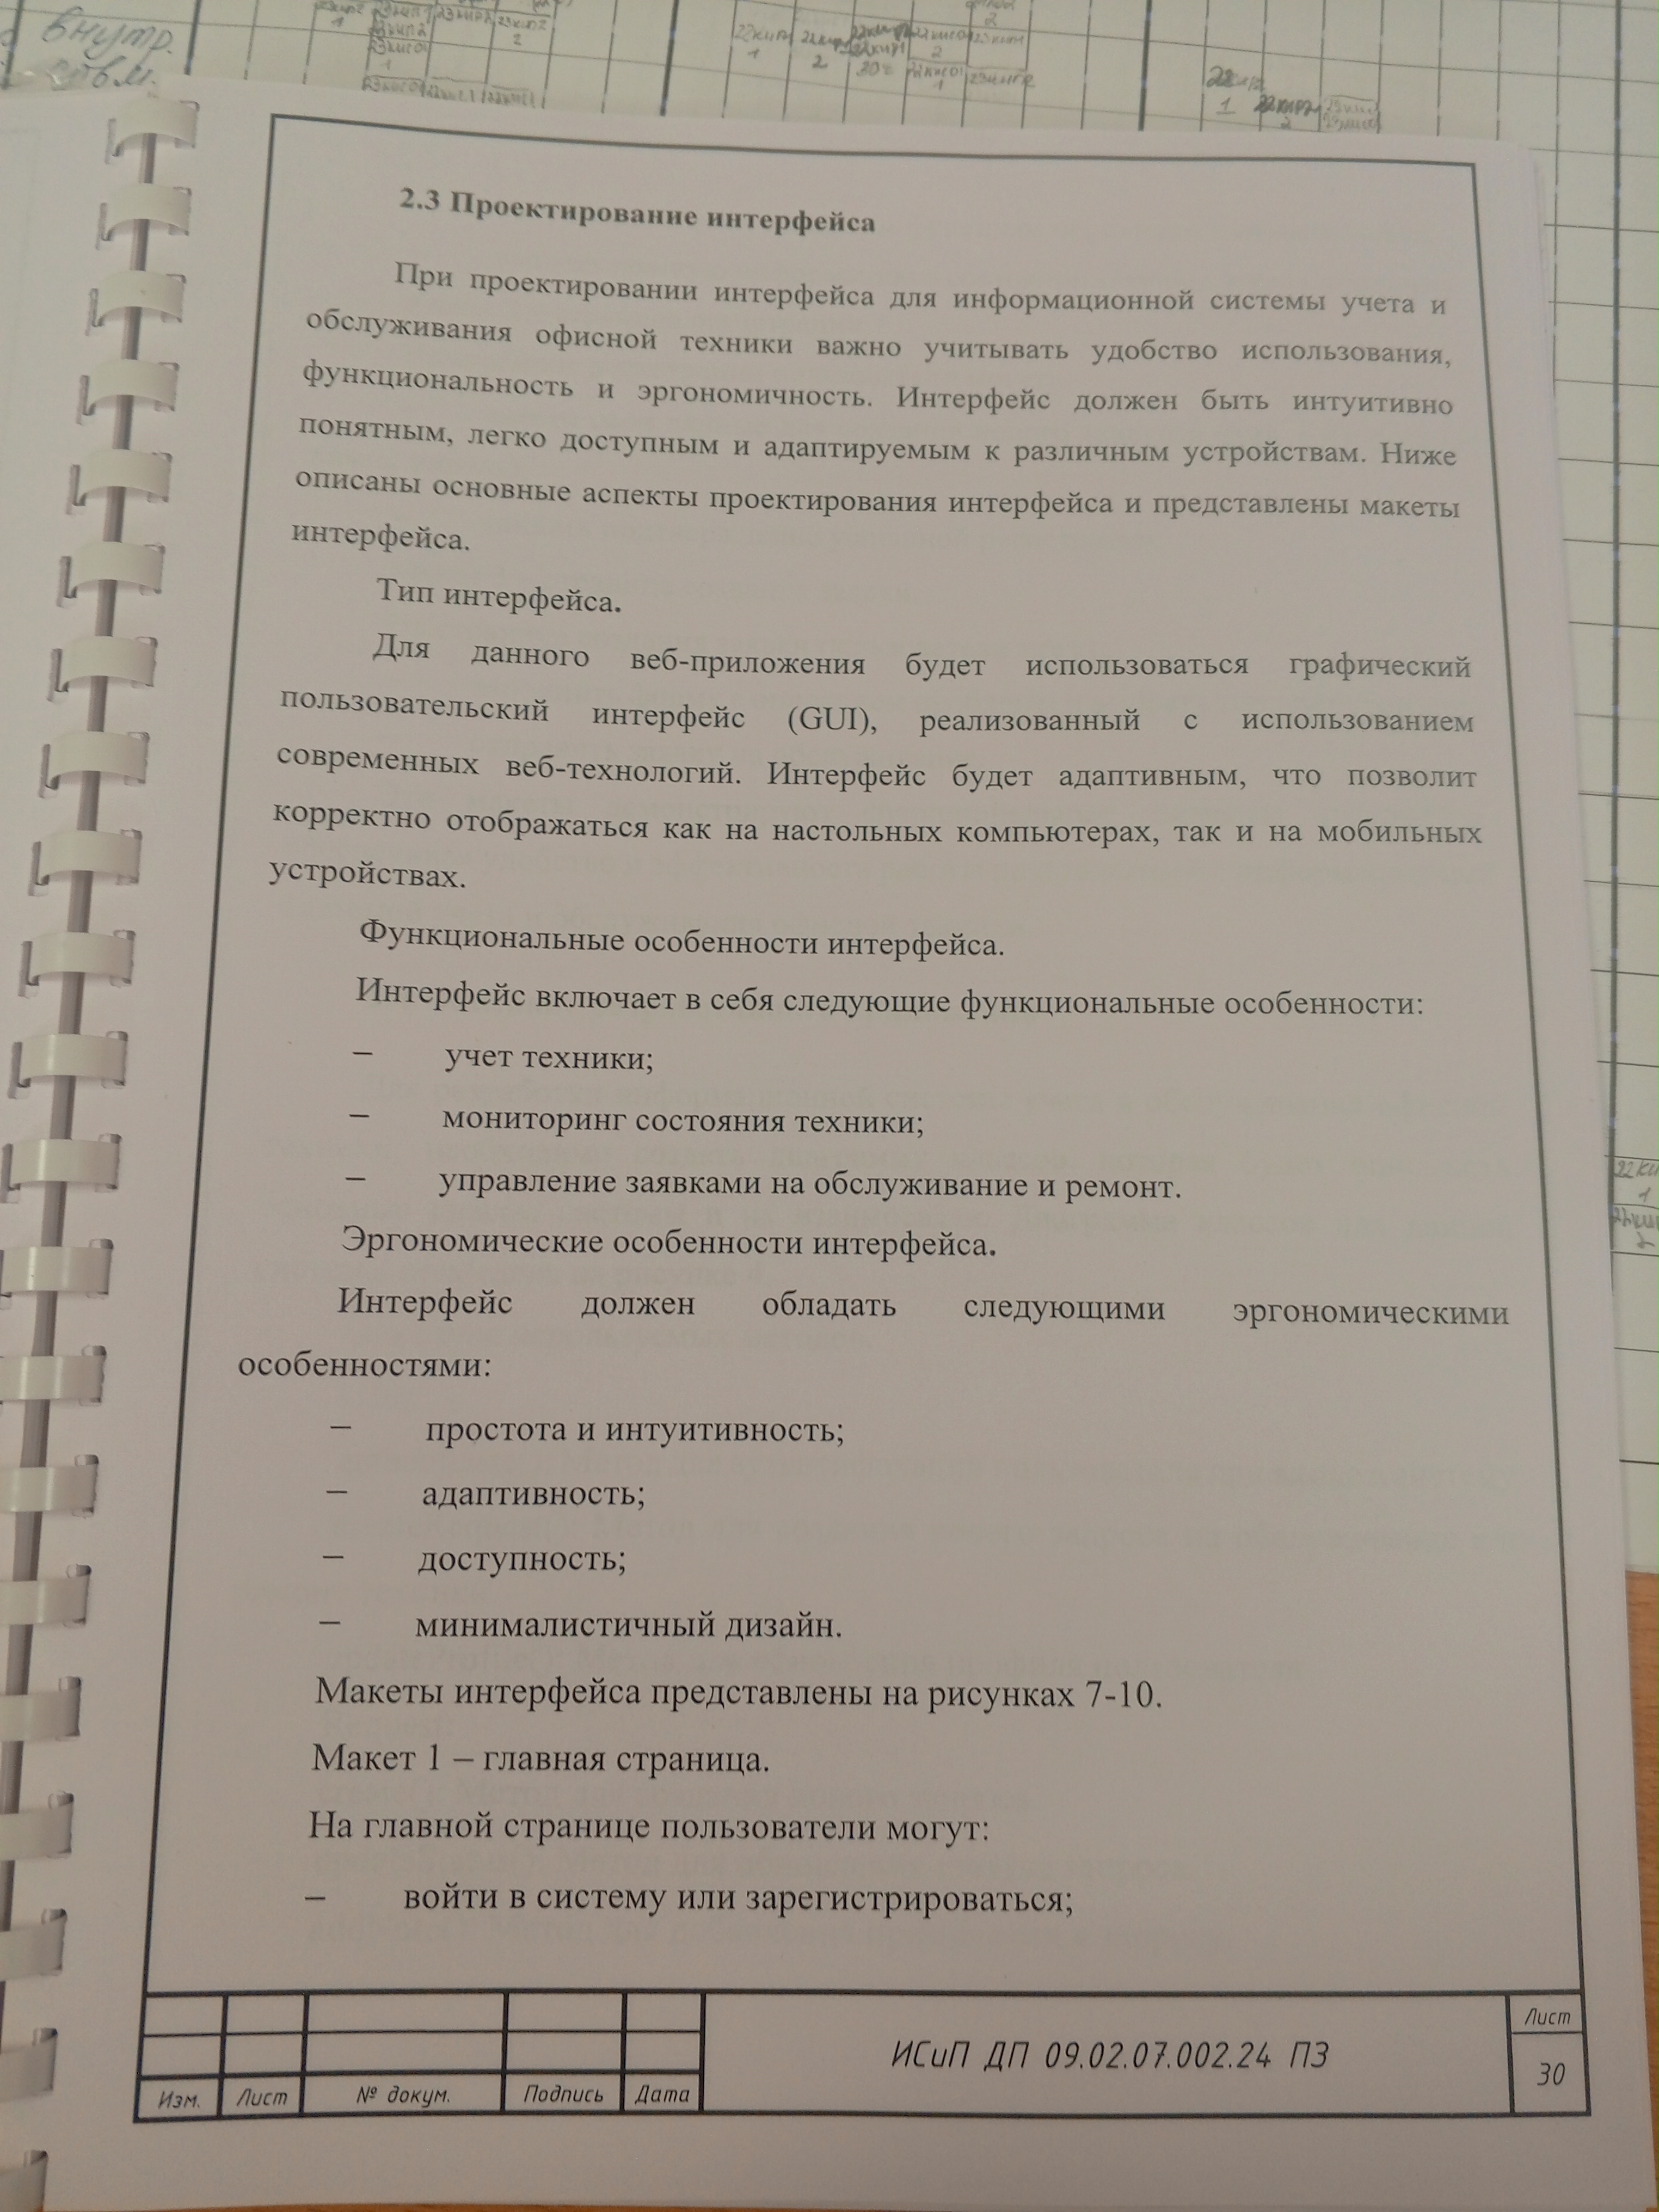 внутр.
2.3 Проектирование интерфейса
При проектировании интерфейса для информационной системы учета и
обслуживания офисной техники важно учитывать удобство использования,
функциональность и эргономичность. Интерфейс должен быть интуитивно
понятным, легко доступным и адаптируемым к различным устройствам. Ниже
описаны основные аспекты проектирования интерфейса и представлены макеты
интерфейса.
Тип интерфейса.
Для данного веб-приложения будет использоваться графический
пользовательский интерфейс (GUI), реализованный с использованием
современных веб-технологий. Интерфейс будет адаптивным, что позволит
корректно отображаться как на настольных компьютерах, так и на мобильных
устройствах.
Функциональные особенности интерфейса.
Интерфейс включает в себя следующие функциональные особенности:
– учет техники;
– мониторинг состояния техники;
– управление заявками на обслуживание и ремонт.
Эргономические особенности интерфейса.
Интерфейс должен обладать следующими эргономическими
особенностями:
– простота и интуитивность;
– адаптивность;
– доступность;
– минималистичный дизайн.
Макеты интерфейса представлены на рисунках 7-10.
Макет 1 – главная страница.
На главной странице пользователи могут:
– войти в систему или зарегистрироваться;
ИСиП ДП 09.02.07.002.24 ПЗ
Лист
30
Изм. Лист № докум. Подпись Дата